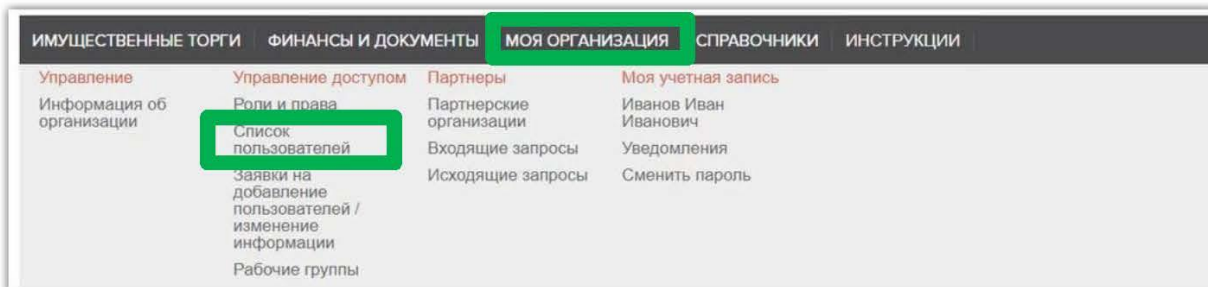 ИМУЩЕСТВЕННЫЕ ТОРГИ ФИНАНСЫ И ДОКУМЕНТЫ МОЯ ОРГАНИЗАЦИЯ СПРАВОЧНИКИ ИНСТРУКЦИИ
Управление
Информация об
организации
Управление доступом
Роли и права
Список
пользователей
Заявки на
добавление
пользователей /
изменение
информации
Рабочие группы
Партнеры
Партнерские
организации
Входящие запросы
Исходящие запросы
Моя учетная запись
Иванов Иван
Иванович
Уведомления
Сменить пароль